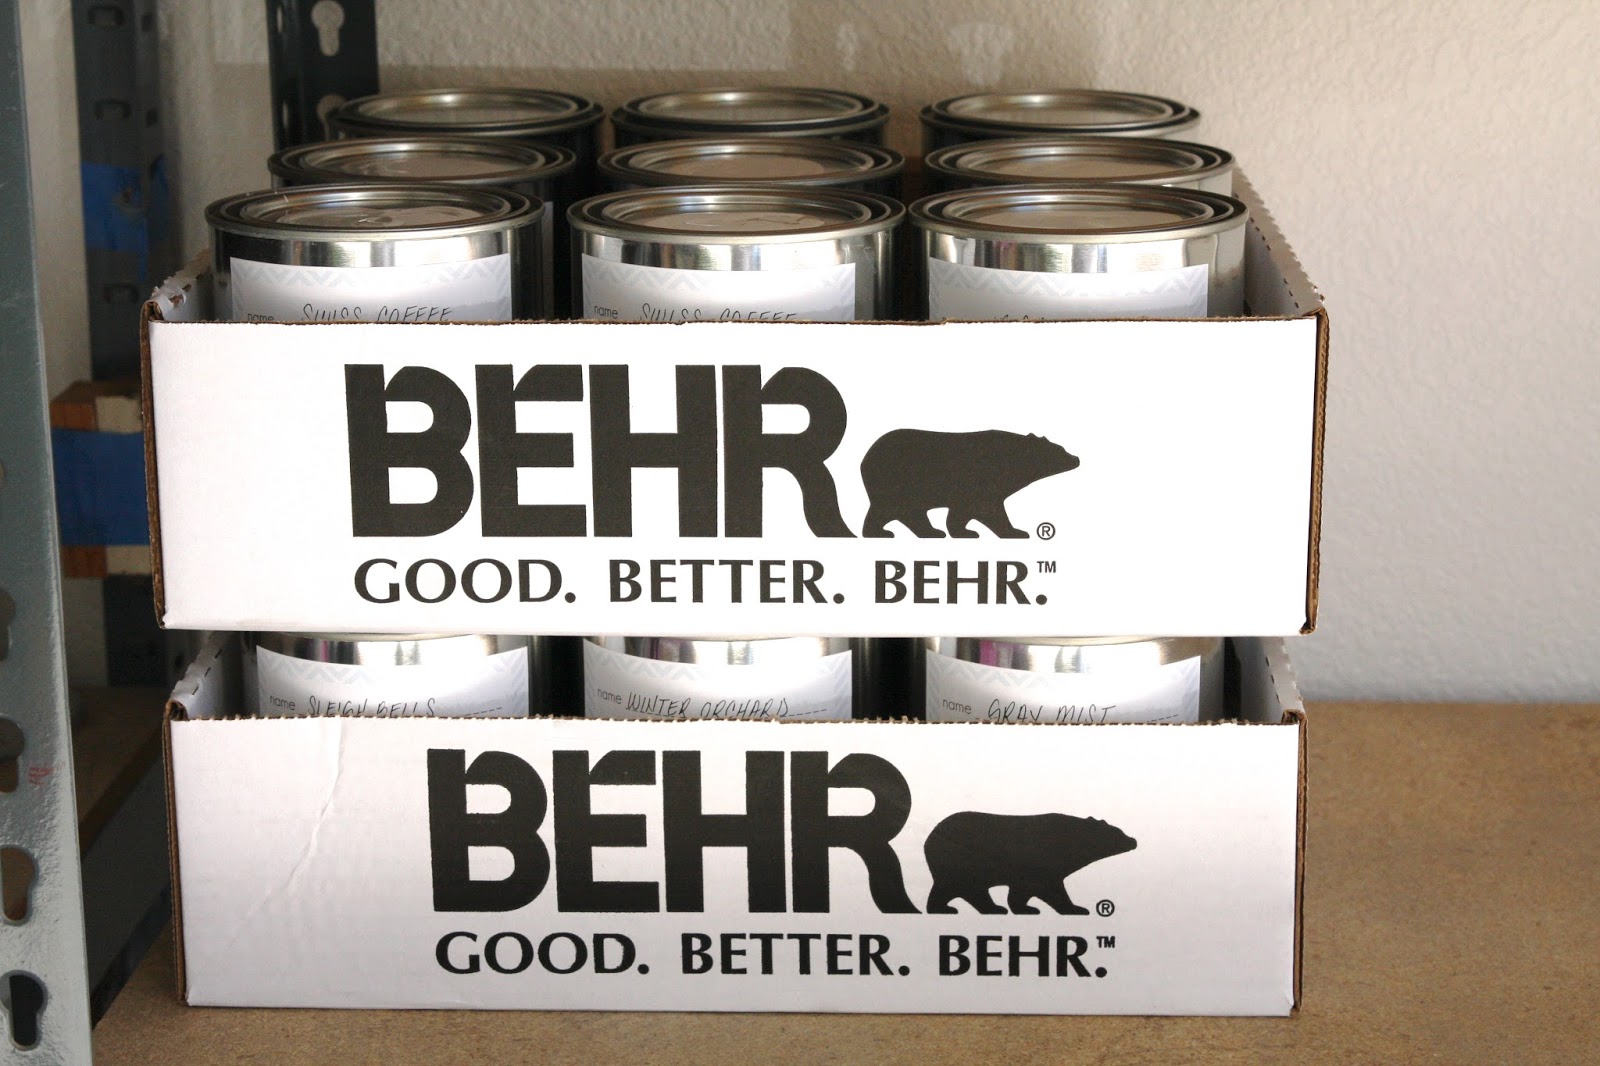 name SWISS COFFEE
name SWISS COFFEE
BEHR®
GOOD. BETTER. BEHR.™
name SLEIGH BELLS
name WINTER ORCHARD
name GRAY MIST
BEHR®
GOOD. BETTER. BEHR.™